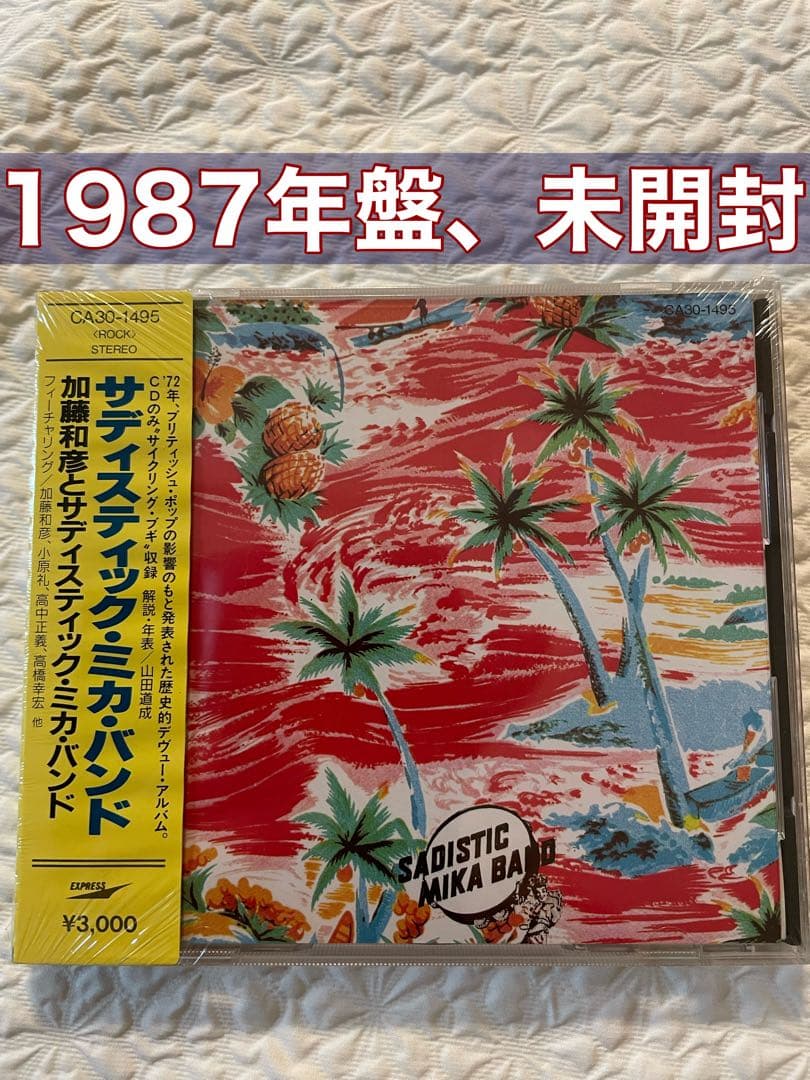 1987年盤、未開封
CA30-1495
〈ROCK〉
STEREO
'72年、ブリティッシュ・ポップの影響のもと発表された歴史的デヴュー・アルバム。
CDのみ“サイクリング・ブギ”収録 解説・年表／山田道成
サディスティック・ミカ・バンド
加藤和彦とサディスティック・ミカ・バンド
フィーチャリング／加藤和彦、小原礼、高中正義、高橋幸宏 他
EXPRESS
¥3,000
CA30-1495
SADISTIC
MIKA BAND